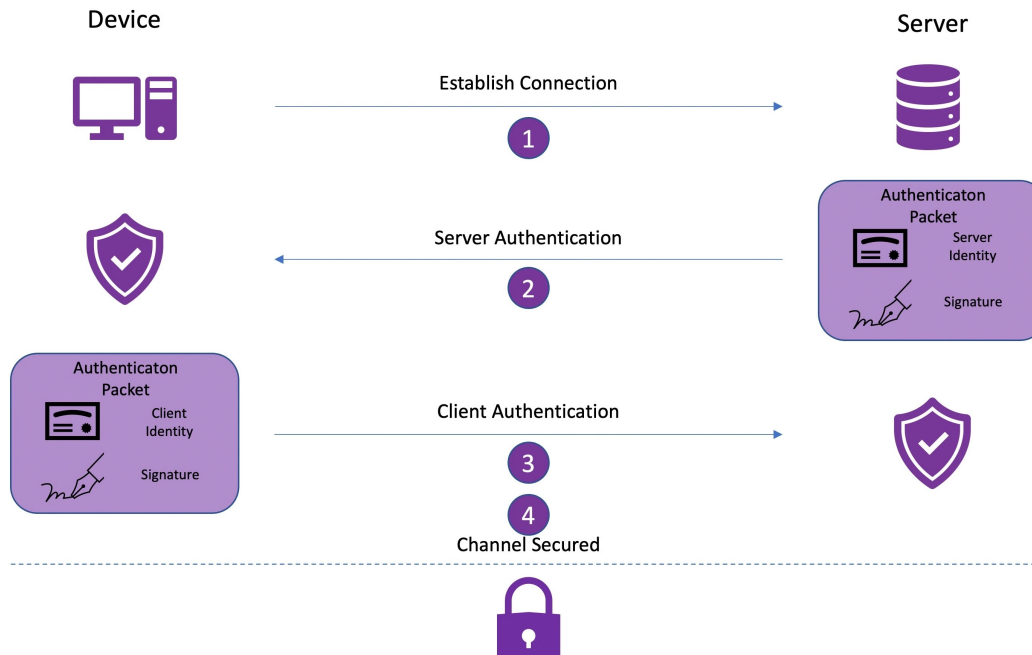 Device
Server
Establish Connection
1
Authenticaton
Packet
Server
Identity
Signature
Server Authentication
2
Authenticaton
Packet
Client
Identity
Signature
Client Authentication
3
4
Channel Secured